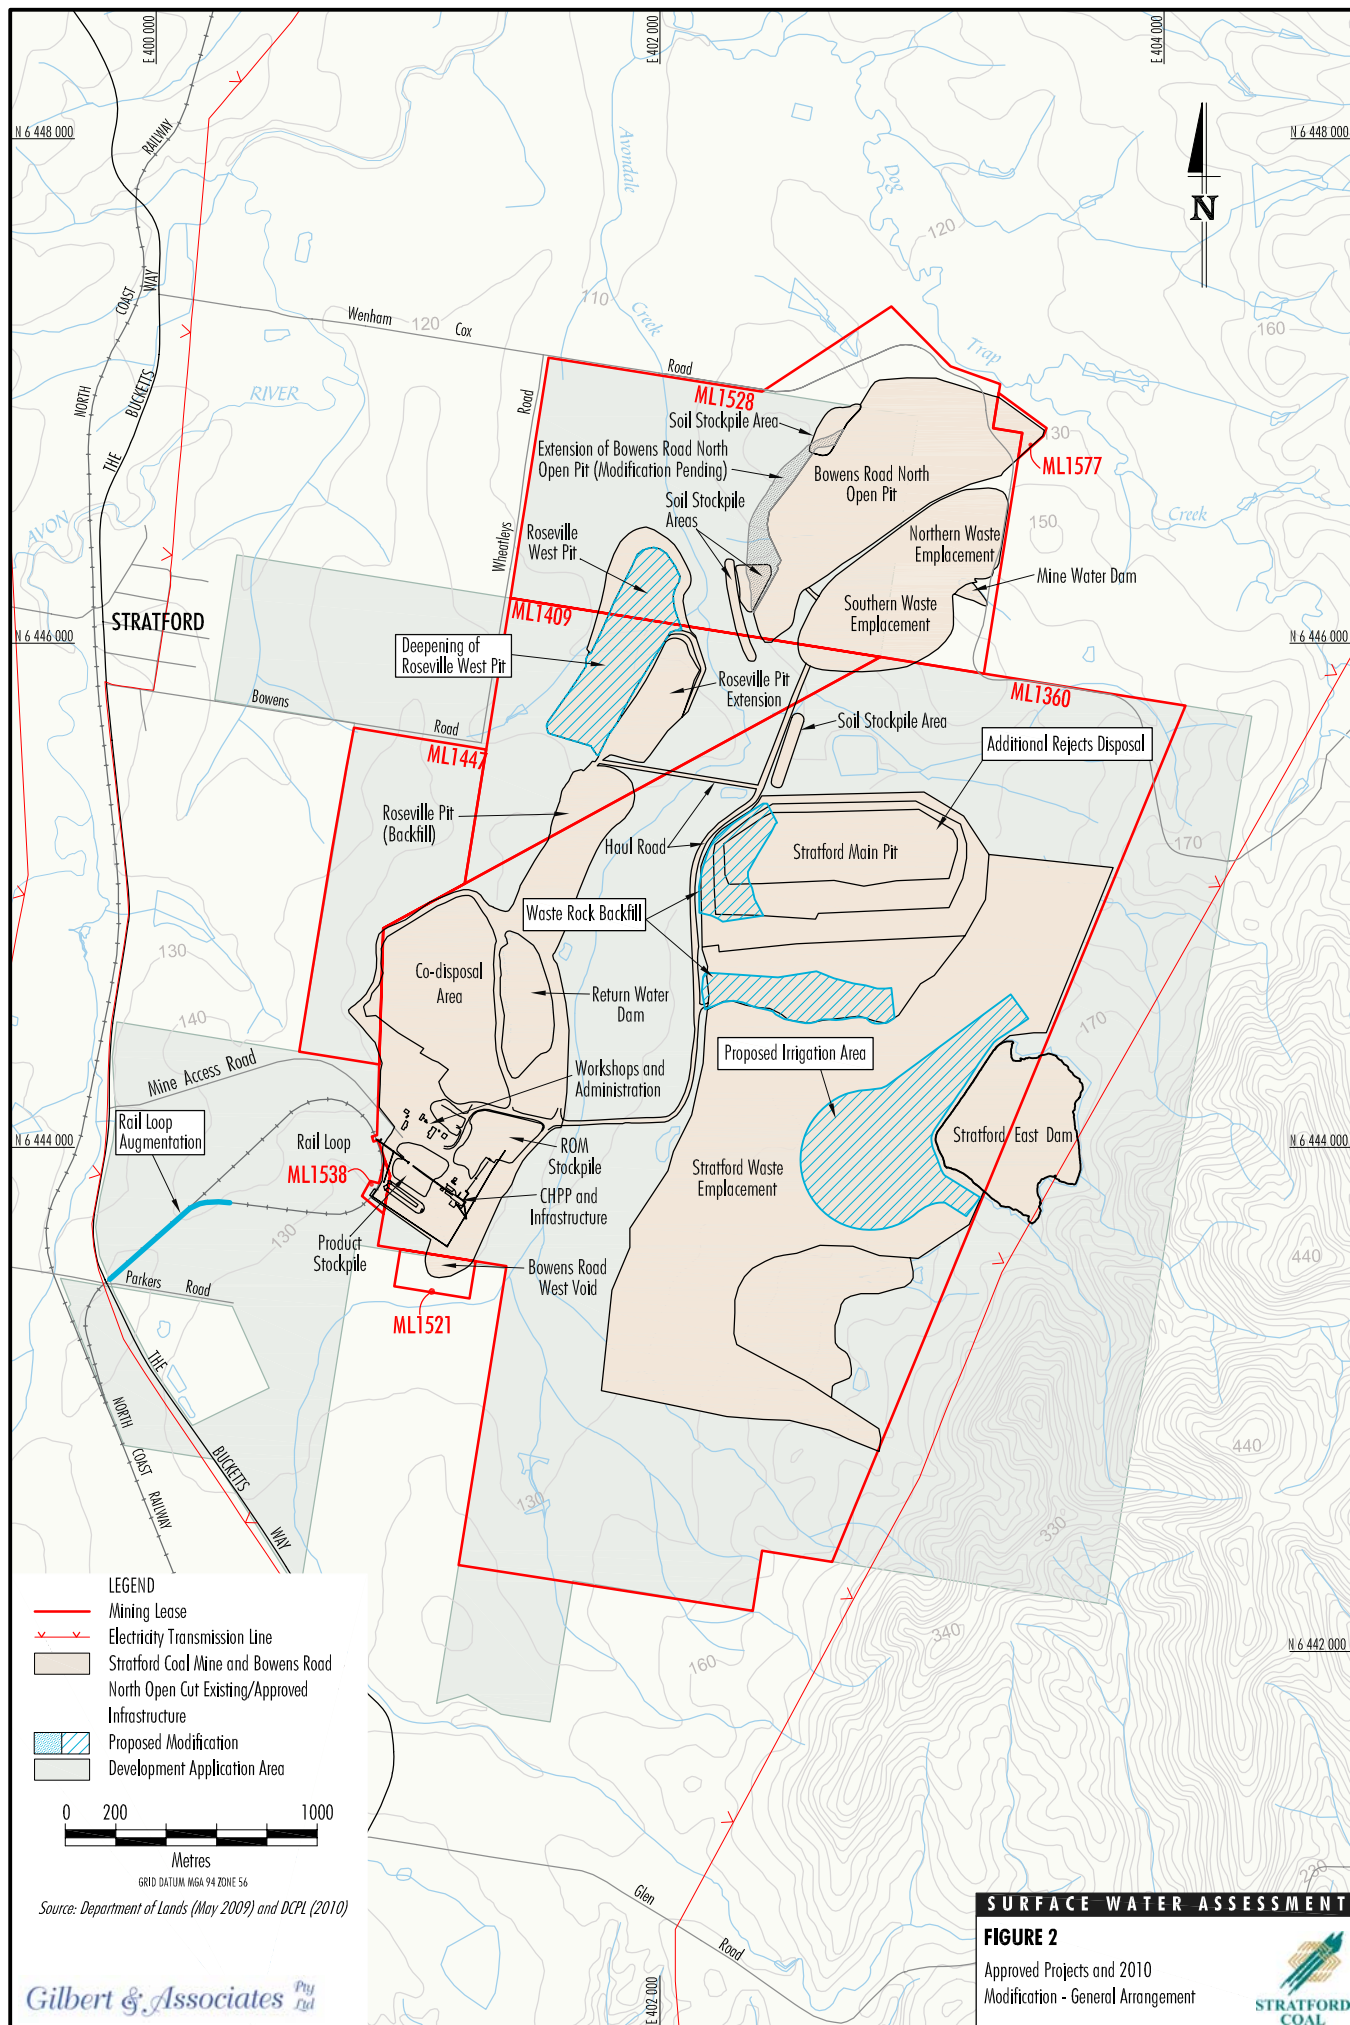 E 400 000
E 402 000
E 404 000
N 6 448 000
N 6 448 000
RAILWAY
COAST
NORTH
THE
BUCKETTS
WAY
Avondale
Creek
Dog
Trap
Creek
N
120
110
160
Wenham
Cox
Road
120
RIVER
AVON
Road
Wheatleys
ML1528
Soil Stockpile Area
Extension of Bowens Road North
Open Pit (Modification Pending)
Bowens Road North
Open Pit
130
ML1577
Soil Stockpile
Areas
150
Roseville
West Pit
Northern Waste
Emplacement
Mine Water Dam
Southern Waste
Emplacement
STRATFORD
ML1409
N 6 446 000
N 6 446 000
Deepening of
Roseville West Pit
Roseville Pit
Extension
ML1360
Bowens
Road
Soil Stockpile Area
Additional Rejects Disposal
ML1447
Roseville Pit
(Backfill)
Haul Road
Stratford Main Pit
170
Waste Rock Backfill
130
Co-disposal
Area
Return Water
Dam
140
170
Mine Access Road
Proposed Irrigation Area
Workshops and
Administration
Rail Loop
Augmentation
Rail Loop
ROM
Stockpile
Stratford East Dam
N 6 444 000
N 6 444 000
ML1538
Stratford Waste
Emplacement
CHPP and
Infrastructure
130
Product
Stockpile
Bowens Road
West Void
440
Parkers
Road
ML1521
THE
BUCKETTS
WAY
NORTH
COAST
RAILWAY
440
130
330
340
160
N 6 442 000
LEGEND
Mining Lease
Electricity Transmission Line
Stratford Coal Mine and Bowens Road
North Open Cut Existing/Approved
Infrastructure
Proposed Modification
Development Application Area
0 200 1000
Metres
GRID DATUM MGA 94 ZONE 56
Source: Department of Lands (May 2009) and DCPL (2010)
Glen
Road
230
E 402 000
Gilbert & Associates Pty Ltd
SURFACE WATER ASSESSMENT
FIGURE 2
Approved Projects and 2010
Modification - General Arrangement
STRATFORD
COAL